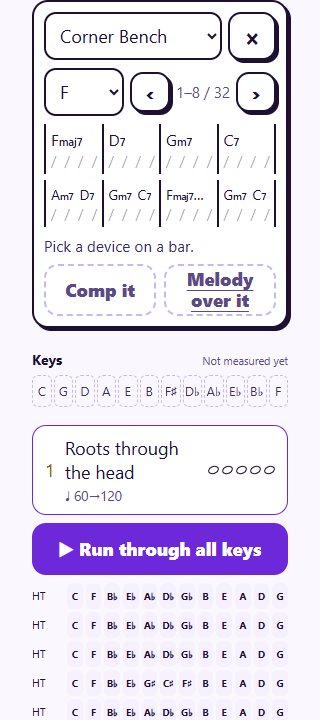 Corner Bench ×
F ‹ 1–8 / 32 ›
Fmaj7 D7 Gm7 C7
/ / / / / / / / / / / / / / / /
Am7 D7 Gm7 C7 Fmaj7… Gm7 C7
/ / / / / / / / / / / / / / / /
Pick a device on a bar.
Comp it Melody
over it
Keys Not measured yet
C G D A E B F♯ D♭ A♭ E♭ B♭ F
1 Roots through
the head
♩ 60→120
▶ Run through all keys
HT C F B♭ E♭ A♭ D♭ G♭ B E A D G
HT C F B♭ E♭ A♭ D♭ G♭ B E A D G
HT C F B♭ E♭ A♭ D♭ G♭ B E A D G
HT C F B♭ E♭ G♯ C♯ F♯ B E A D G
HT C F B♭ E♭ A♭ D♭ G♭ B E A D G